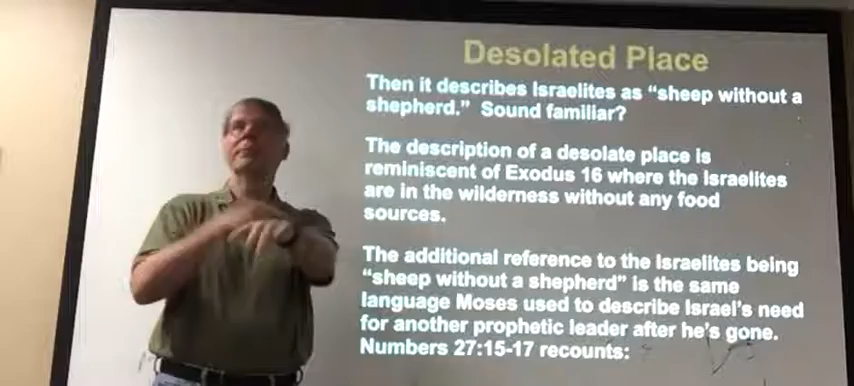 Desolated Place
Then it describes Israelites as “sheep without a
shepherd.” Sound familiar?
The description of a desolate place is
reminiscent of Exodus 16 where the Israelites
are in the wilderness without any food
sources.
The additional reference to the Israelites being
“sheep without a shepherd” is the same
language Moses used to describe Israel’s need
for another prophetic leader after he’s gone.
Numbers 27:15-17 recounts: